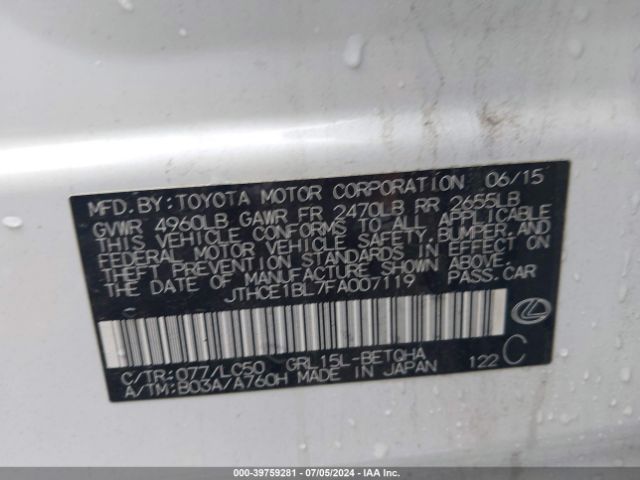 MFD. BY: TOYOTA MOTOR CORPORATION 06/15
GVWR 4960LB GAWR FR 2470LB RR 2655LB
THIS VEHICLE CONFORMS TO ALL APPLICABLE
FEDERAL MOTOR VEHICLE SAFETY, BUMPER, AND
THEFT PREVENTION STANDARDS IN EFFECT ON
THE DATE OF MANUFACTURE SHOWN ABOVE.
JTHCE1BL7FA007119 PASS. CAR
C/TR: 077/LC50 GRL15L-BETQHA
A/TM: B03A/A760H MADE IN JAPAN 122 C
000-39759281 / 07/05/2024 - IAA Inc.